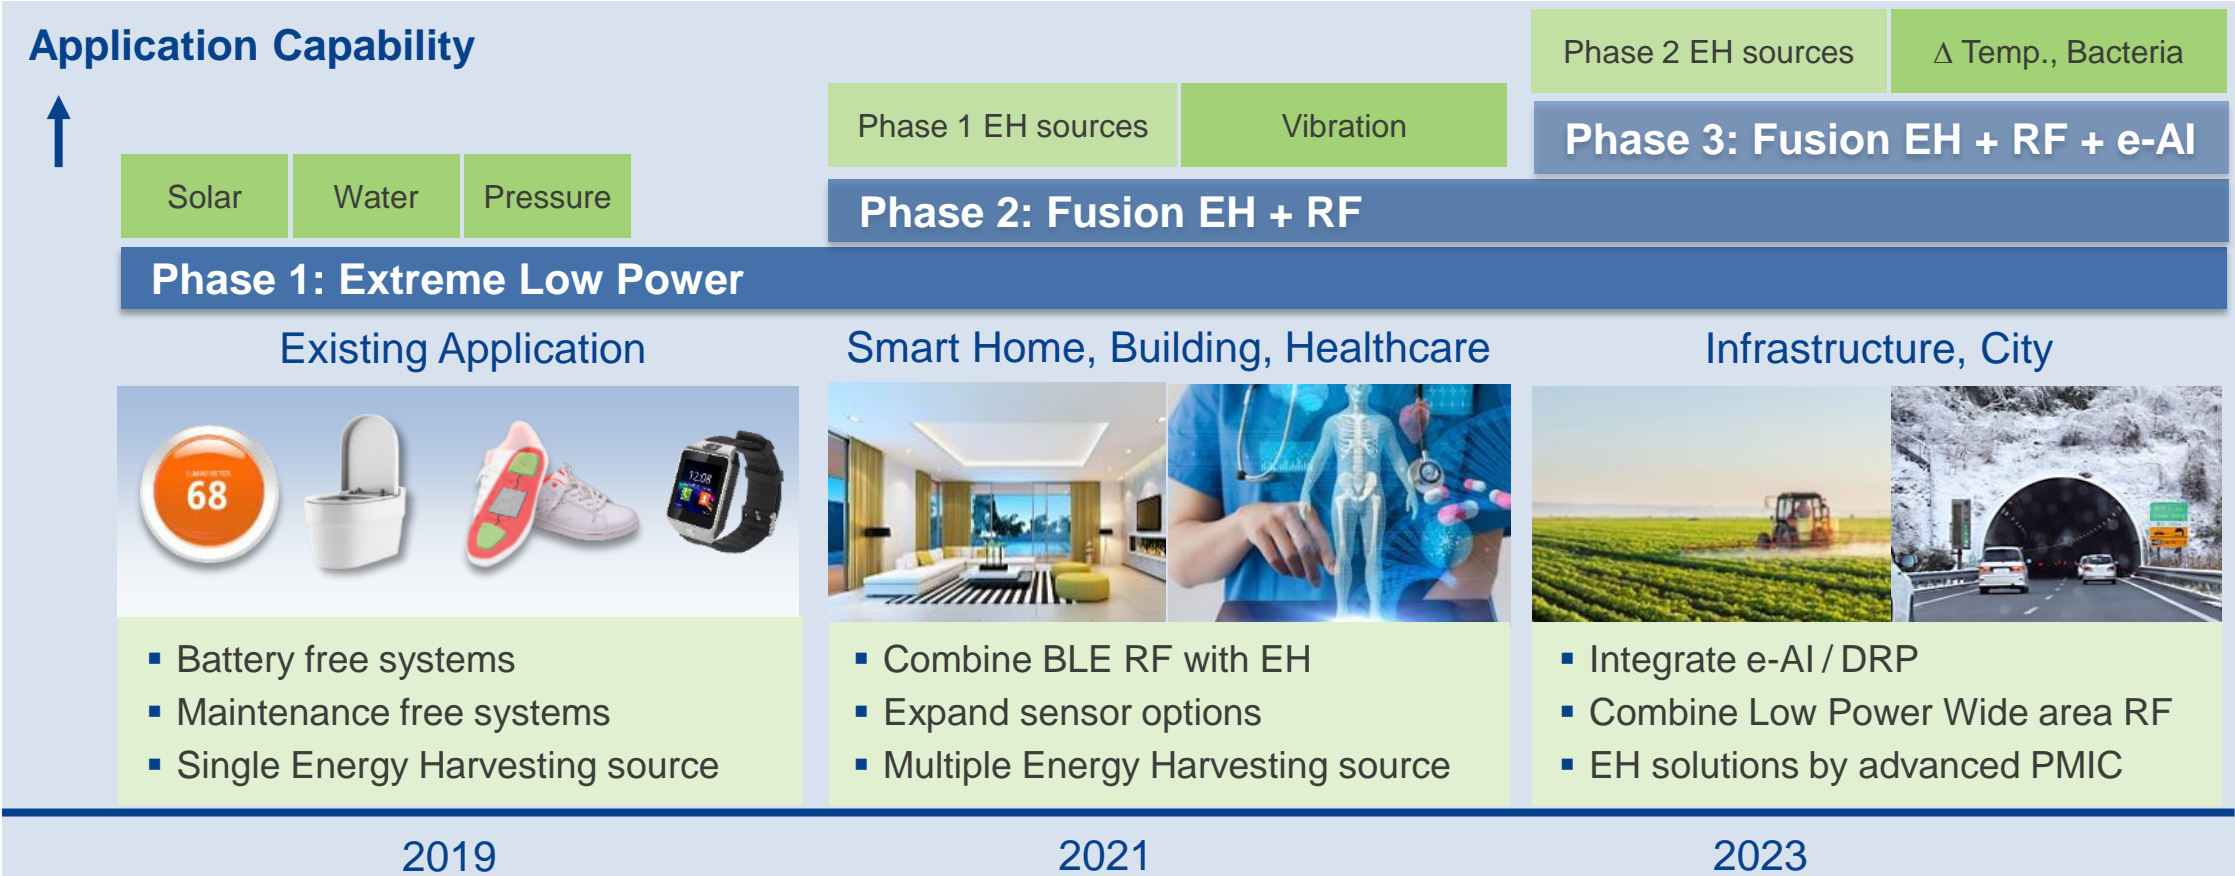 Application Capability
Phase 2 EH sources
Δ Temp., Bacteria
Phase 1 EH sources
Vibration
Phase 3: Fusion EH + RF + e-AI
Solar
Water
Pressure
Phase 2: Fusion EH + RF
Phase 1: Extreme Low Power
Existing Application
Smart Home, Building, Healthcare
Infrastructure, City
68
12:08
▪ Battery free systems
▪ Maintenance free systems
▪ Single Energy Harvesting source
▪ Combine BLE RF with EH
▪ Expand sensor options
▪ Multiple Energy Harvesting source
▪ Integrate e-AI / DRP
▪ Combine Low Power Wide area RF
▪ EH solutions by advanced PMIC
2019
2021
2023